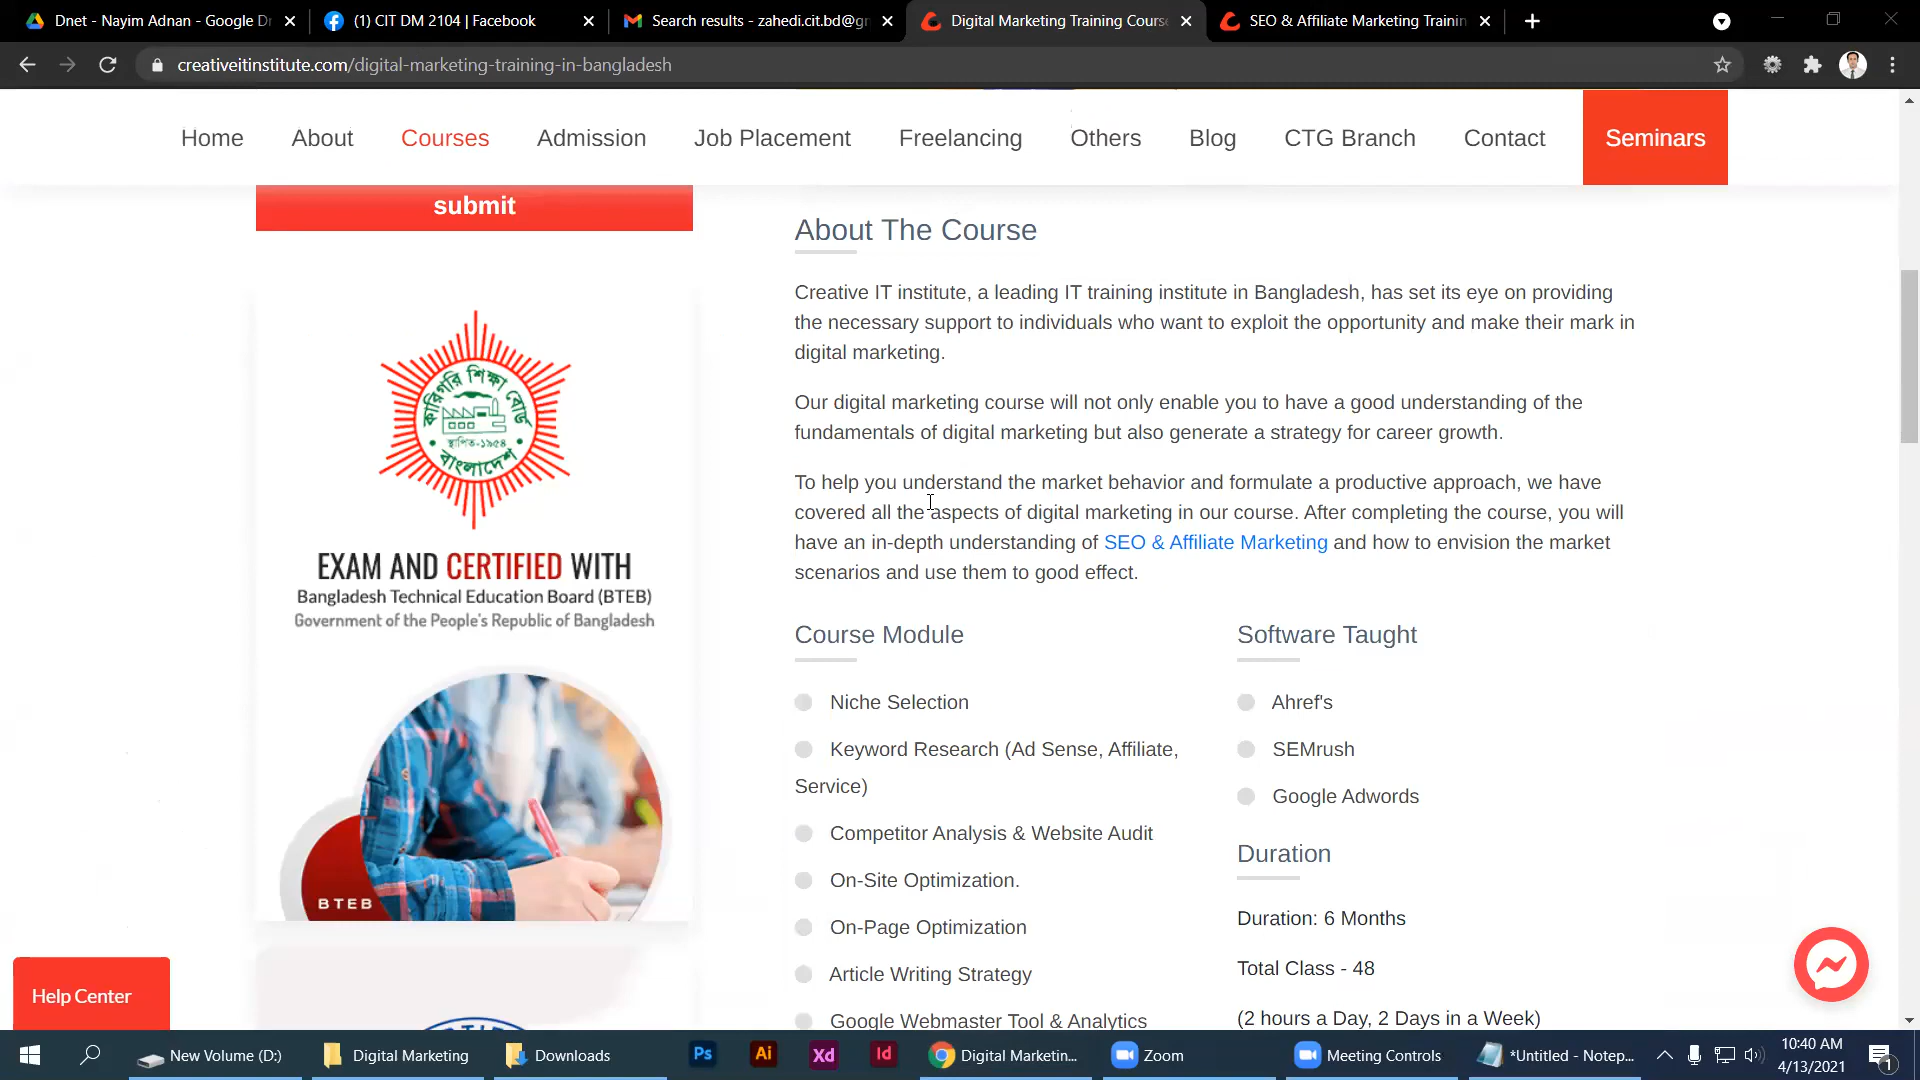 Dnet - Nayim Adnan - Google Dr
(1) CIT DM 2104 | Facebook
Search results - zahedi.cit.bd@gm
Digital Marketing Training Course
SEO & Affiliate Marketing Trainin
creativeitinstitute.com/digital-marketing-training-in-bangladesh
Home
About
Courses
Admission
Job Placement
Freelancing
Others
Blog
CTG Branch
Contact
Seminars
submit
About The Course
Creative IT institute, a leading IT training institute in Bangladesh, has set its eye on providing
the necessary support to individuals who want to exploit the opportunity and make their mark in
digital marketing.
Our digital marketing course will not only enable you to have a good understanding of the
fundamentals of digital marketing but also generate a strategy for career growth.
To help you understand the market behavior and formulate a productive approach, we have
covered all the aspects of digital marketing in our course. After completing the course, you will
have an in-depth understanding of SEO & Affiliate Marketing and how to envision the market
scenarios and use them to good effect.
কারিগরি শিক্ষা বোর্ড
স্থাপিত-১৯৫৪
বাংলাদেশ
EXAM AND CERTIFIED WITH
Bangladesh Technical Education Board (BTEB)
Government of the People's Republic of Bangladesh
BTEB
Course Module
Niche Selection
Keyword Research (Ad Sense, Affiliate,
Service)
Competitor Analysis & Website Audit
On-Site Optimization.
On-Page Optimization
Article Writing Strategy
Google Webmaster Tool & Analytics
Software Taught
Ahref's
SEMrush
Google Adwords
Duration
Duration: 6 Months
Total Class - 48
(2 hours a Day, 2 Days in a Week)
Help Center
New Volume (D:)
Digital Marketing
Downloads
Ps
Ai
Xd
Id
Digital Marketin...
Zoom
Meeting Controls
*Untitled - Notep...
10:40 AM
4/13/2021
1